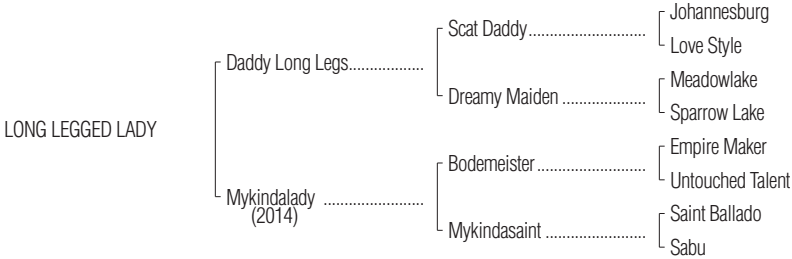 Johannesburg
Scat Daddy............................
Love Style
Daddy Long Legs..................
Meadowlake
Dreamy Maiden ....................
Sparrow Lake
LONG LEGGED LADY
Empire Maker
Bodemeister..........................
Untouched Talent
Mykindalady ........................
(2014)
Saint Ballado
Mykindasaint ........................
Sabu